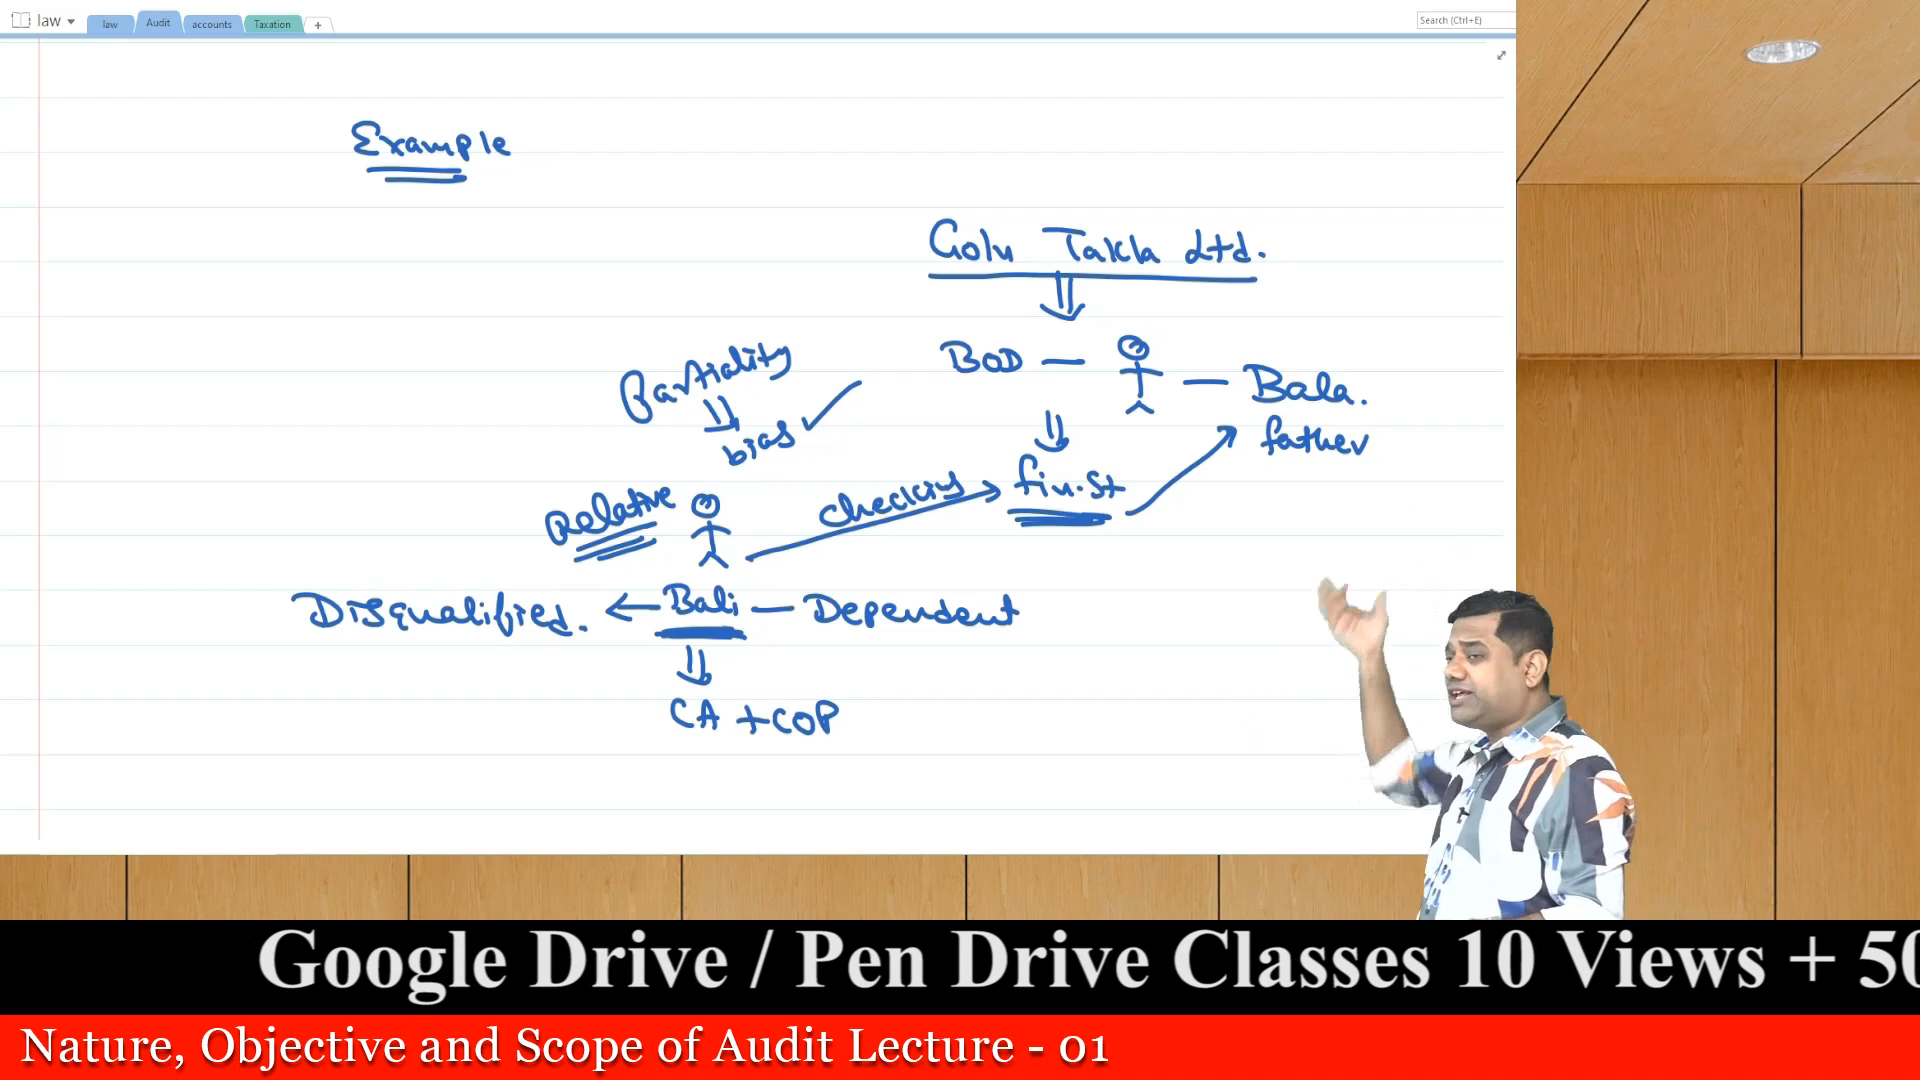 law
law Audit accounts Taxation +
Search (Ctrl+E)
Example
Golu Takla Ltd.
BOD — — Bala.
father
Partiality
bias
fin. St
checking
Relative
Disqualified. Bali — Dependent
CA + COP
Google Drive / Pen Drive Classes 10 Views + 50
Nature, Objective and Scope of Audit Lecture - 01